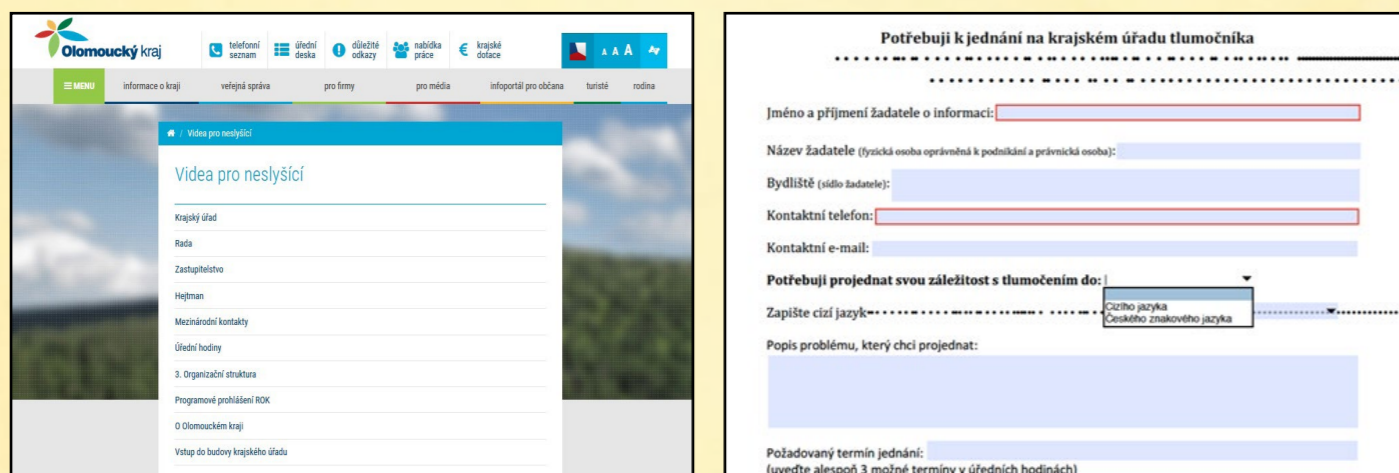 Olomoucký kraj
telefonní seznam
úřední deska
důležité odkazy
nabídka práce
krajské dotace
A A A
MENU
informace o kraji
veřejná správa
pro firmy
pro média
infoportál pro občana
turisté
rodina
/ Videa pro neslyšící
Videa pro neslyšící
Krajský úřad
Rada
Zastupitelstvo
Hejtman
Mezinárodní kontakty
Úřední hodiny
3. Organizační struktura
Programové prohlášení ROK
O Olomouckém kraji
Vstup do budovy krajského úřadu
Potřebuji k jednání na krajském úřadu tlumočníka
Jméno a příjmení žadatele o informaci:
Název žadatele (fyzická osoba oprávněná k podnikání a právnická osoba):
Bydliště (sídlo žadatele):
Kontaktní telefon:
Kontaktní e-mail:
Potřebuji projednat svou záležitost s tlumočením do:
Cizího jazyka
Zapište cizí jazyk
Českého znakového jazyka
Popis problému, který chci projednat:
Požadovaný termín jednání:
(uveďte alespoň 3 možné termíny v úředních hodinách)